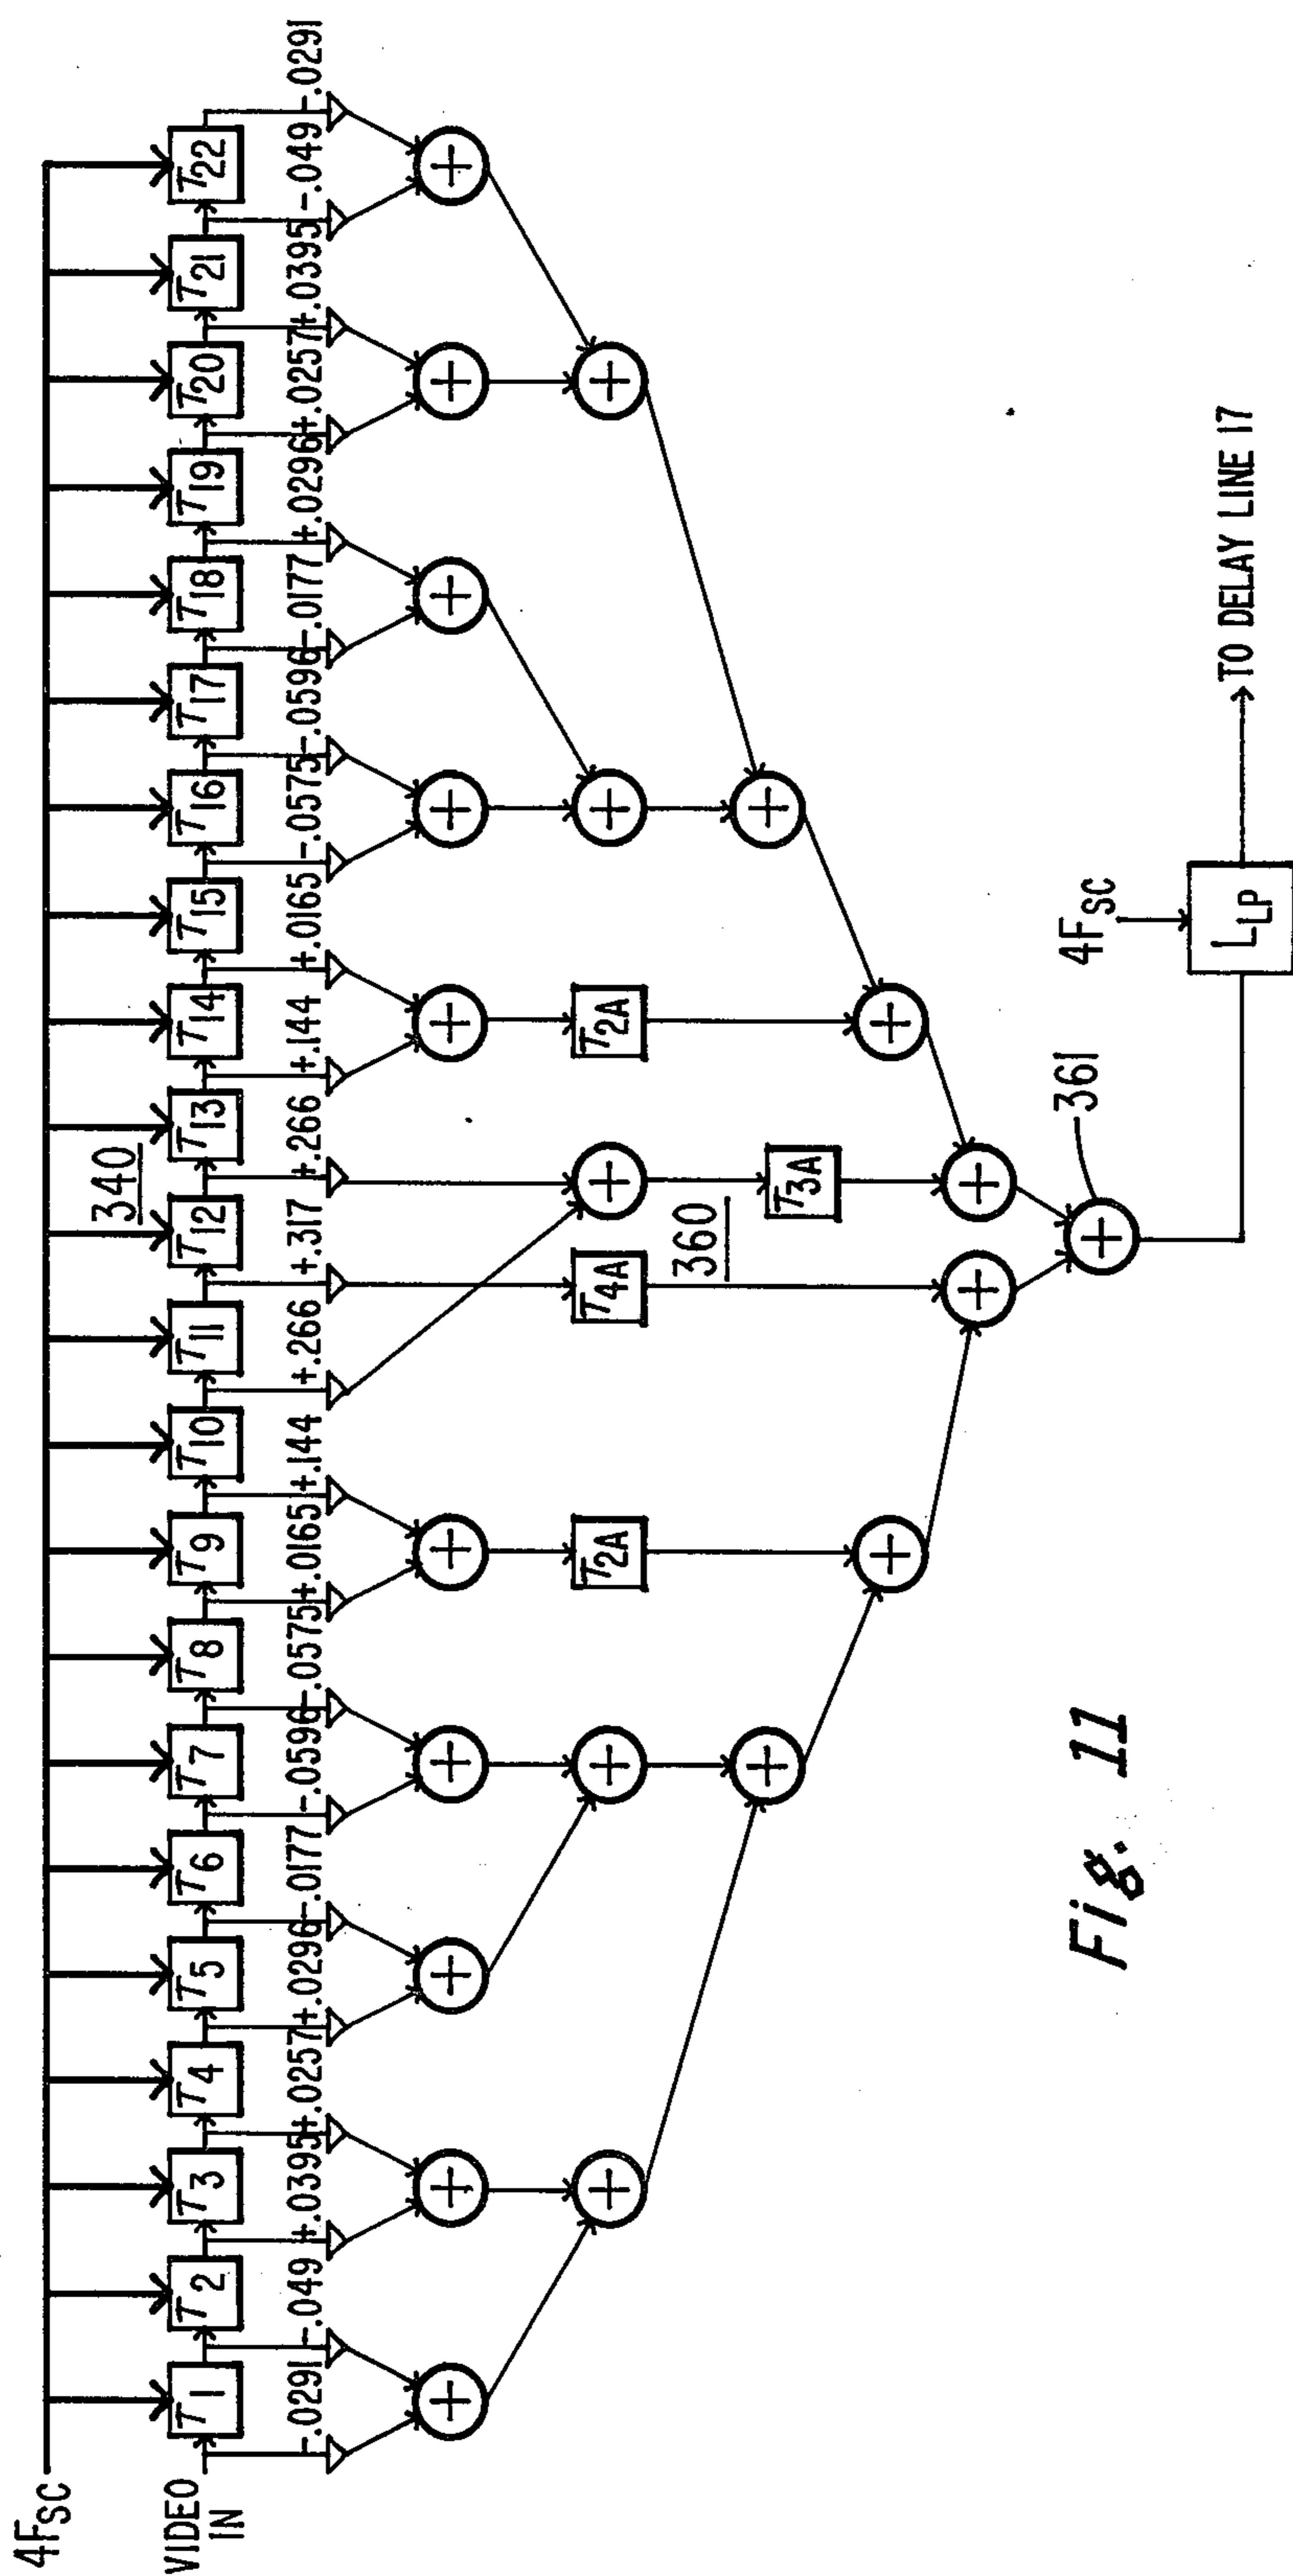 4FSC
VIDEO
IN
T1 T2 T3 T4 T5 T6 T7 T8 T9 T10 T11 T12 T13 T14 T15 T16 T17 T18 T19 T20 T21 T22
340
-.0291 -.049 +.0395 +.0257 +.0296 -.0177 -.0596 -.0575 +.0165 +.144 +.266 +.317 +.266 +.144 +.0165 -.0575 -.0596 -.0177 +.0296 +.0257 +.0395 -.049 -.0291
+ + + + + + + + + +
+ + T2A T4A + T2A + +
360
+ T3A +
+ +
+ +
+ 361
4FSC
LLP
TO DELAY LINE 17
Fig. 11